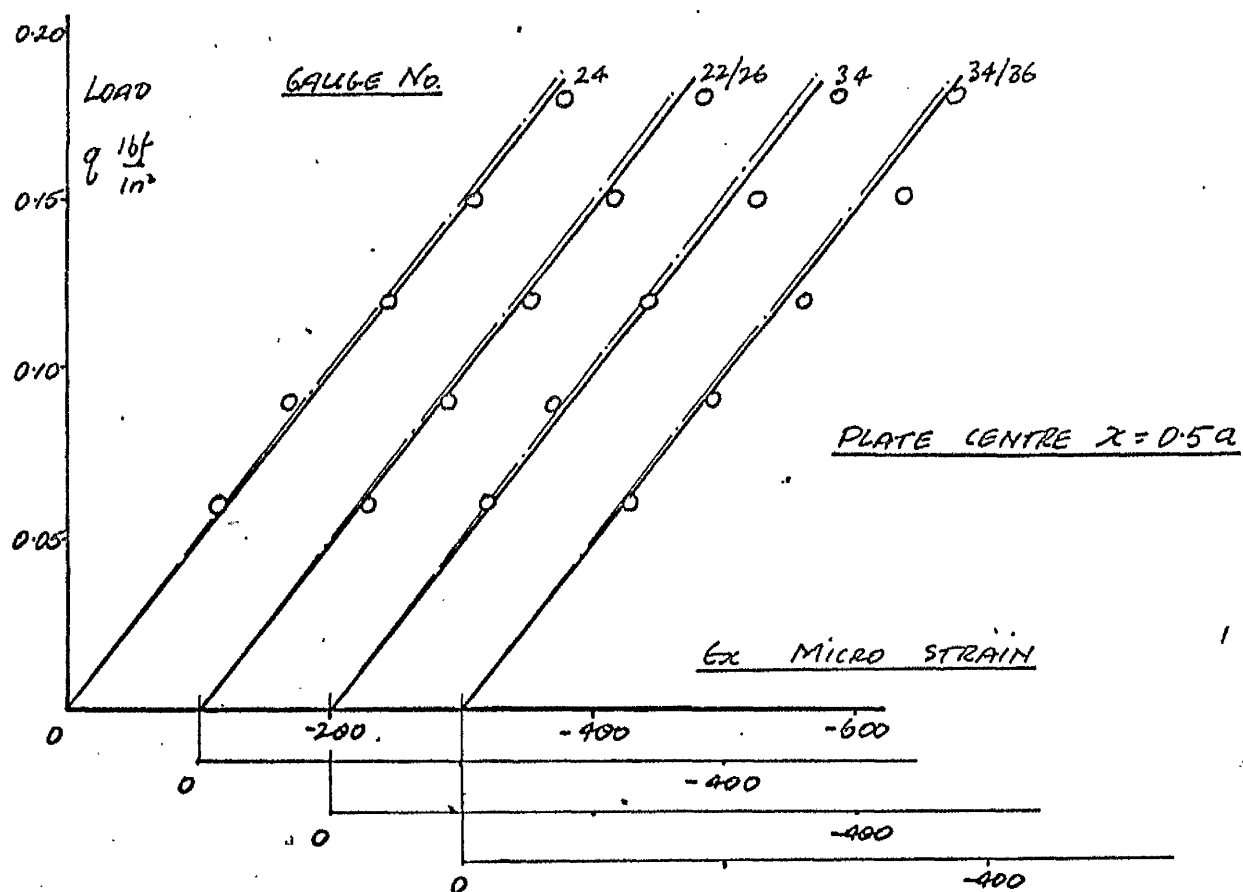 0.20
LOAD
q lbf/in²
GAUGE NO.
24
22/26
34
34/36
0.15
0.10
PLATE CENTRE x = 0.5a
0.05
Ex MICRO STRAIN
0 -200 -400 -600
0 -400
0 -400
0 -400